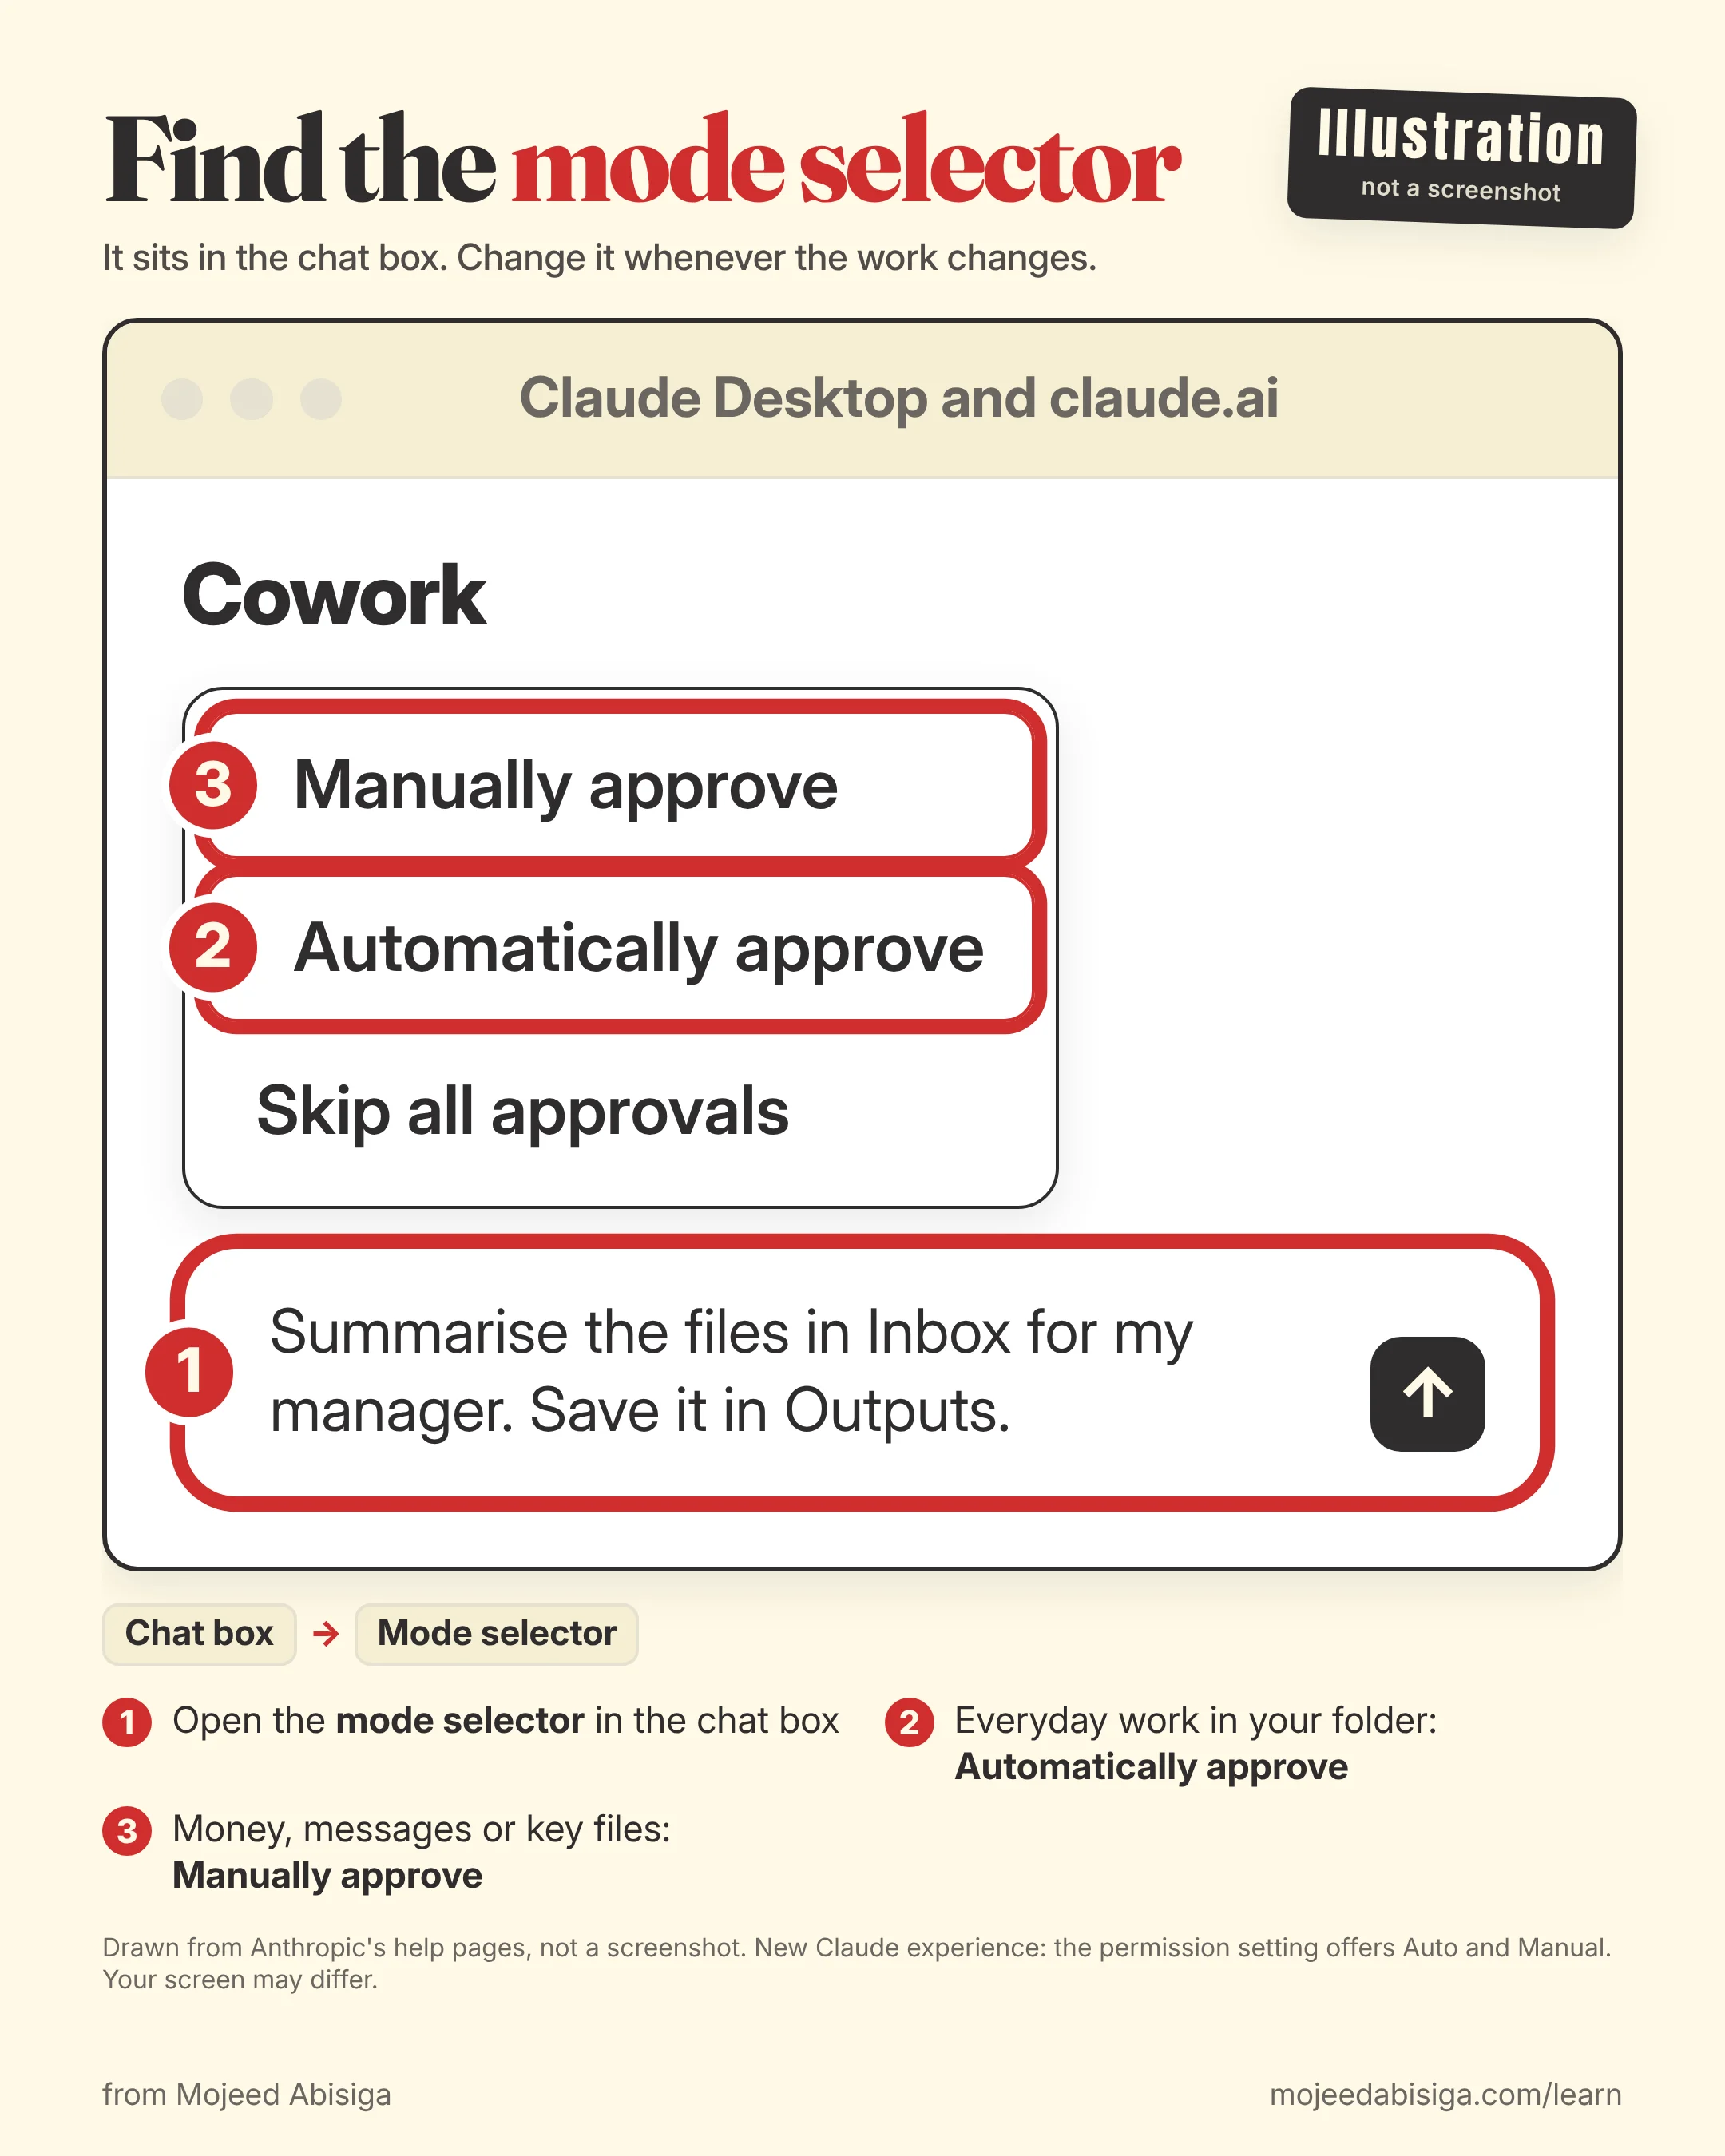 Find the mode selector
Illustration
not a screenshot
It sits in the chat box. Change it whenever the work changes.
Claude Desktop and claude.ai
Cowork
3 Manually approve
2 Automatically approve
Skip all approvals
1 Summarise the files in Inbox for my
manager. Save it in Outputs.
Chat box → Mode selector
1 Open the mode selector in the chat box
2 Everyday work in your folder:
Automatically approve
3 Money, messages or key files:
Manually approve
Drawn from Anthropic's help pages, not a screenshot. New Claude experience: the permission setting offers Auto and Manual.
Your screen may differ.
from Mojeed Abisiga
mojeedabisiga.com/learn